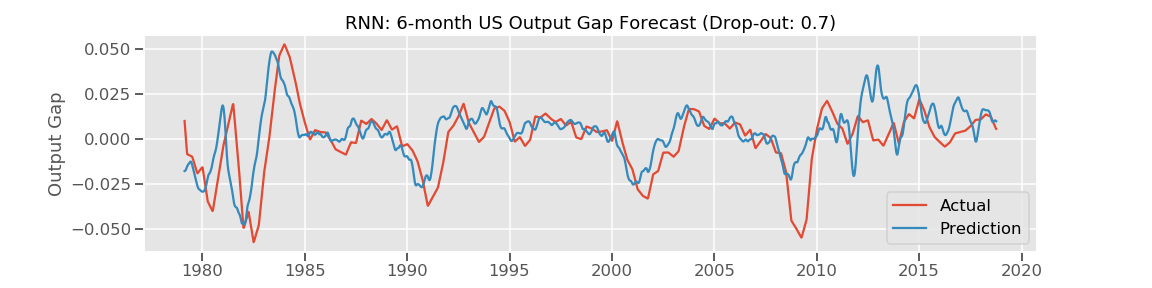 RNN: 6-month US Output Gap Forecast (Drop-out: 0.7)
Output Gap
0.050
0.025
0.000
−0.025
−0.050
1980 1985 1990 1995 2000 2005 2010 2015 2020
Actual
Prediction